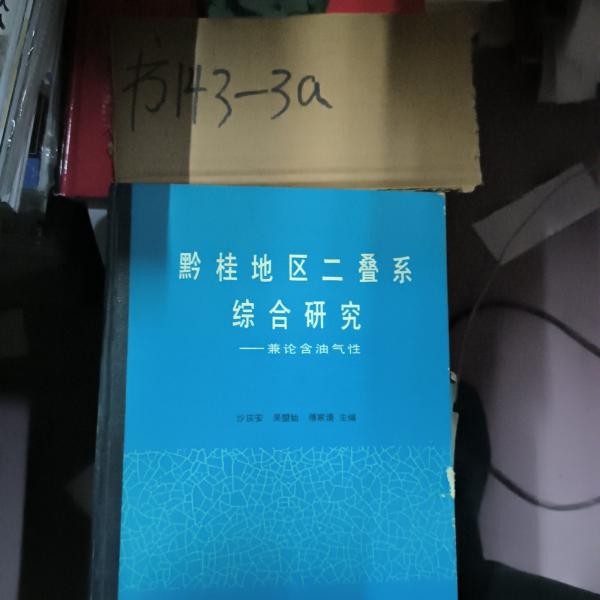 书143-3a
黔桂地区二叠系
综合研究
——兼论含油气性
沙庆安 吴望始 傅家谟 主编